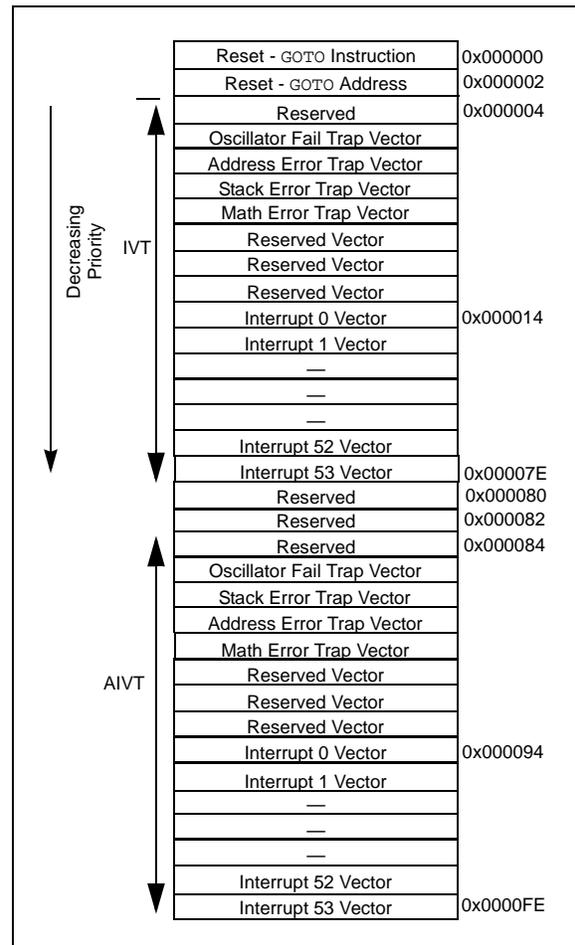 Reset - GOTO Instruction 0x000000
Reset - GOTO Address 0x000002
Reserved 0x000004
Oscillator Fail Trap Vector
Address Error Trap Vector
Stack Error Trap Vector
Math Error Trap Vector
Reserved Vector
Reserved Vector
Reserved Vector
Interrupt 0 Vector 0x000014
Interrupt 1 Vector
—
—
—
Interrupt 52 Vector
Interrupt 53 Vector 0x00007E
Decreasing
Priority
IVT
Reserved 0x000080
Reserved 0x000082
Reserved 0x000084
Oscillator Fail Trap Vector
Stack Error Trap Vector
Address Error Trap Vector
Math Error Trap Vector
Reserved Vector
Reserved Vector
Reserved Vector
Interrupt 0 Vector 0x000094
Interrupt 1 Vector
—
—
—
Interrupt 52 Vector
Interrupt 53 Vector 0x0000FE
AIVT